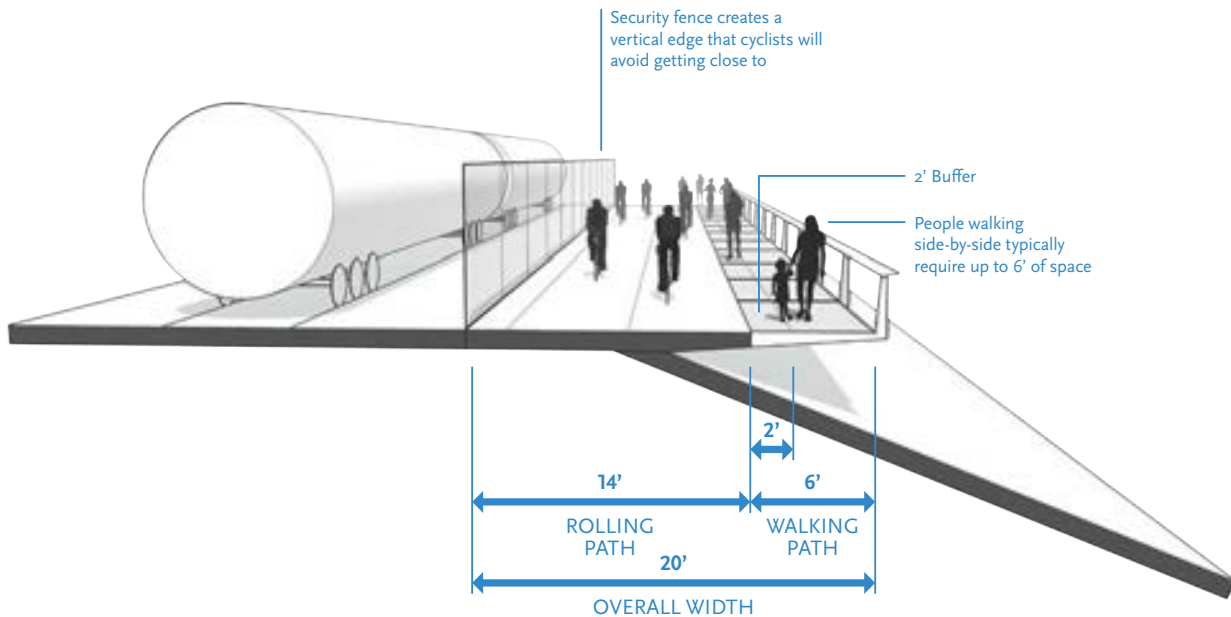 Security fence creates a
vertical edge that cyclists will
avoid getting close to
2’ Buffer
People walking
side-by-side typically
require up to 6’ of space
2’
14’
6’
ROLLING
PATH
WALKING
PATH
20’
OVERALL WIDTH